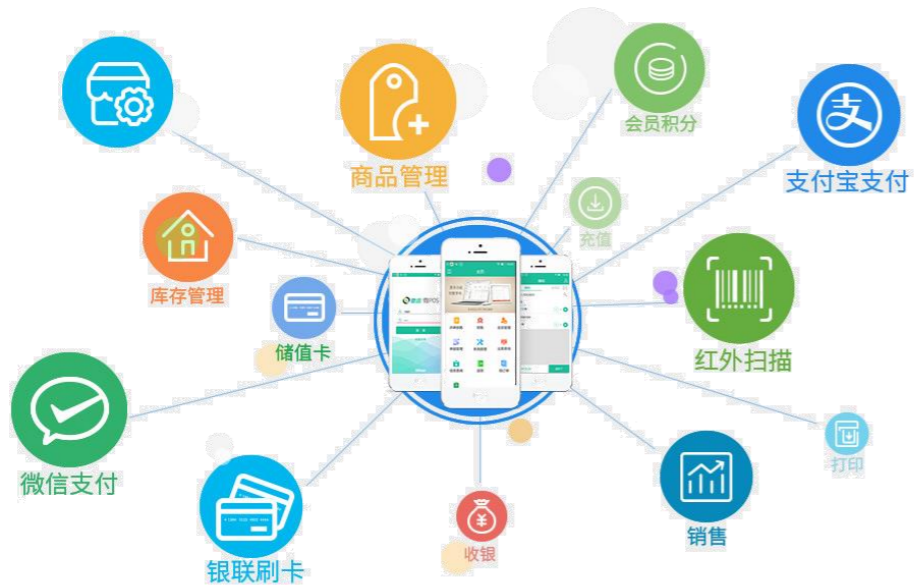 会员积分
商品管理
支付宝支付
充值
库存管理
储值卡
红外扫描
微信支付
打印
销售
收银
银联刷卡